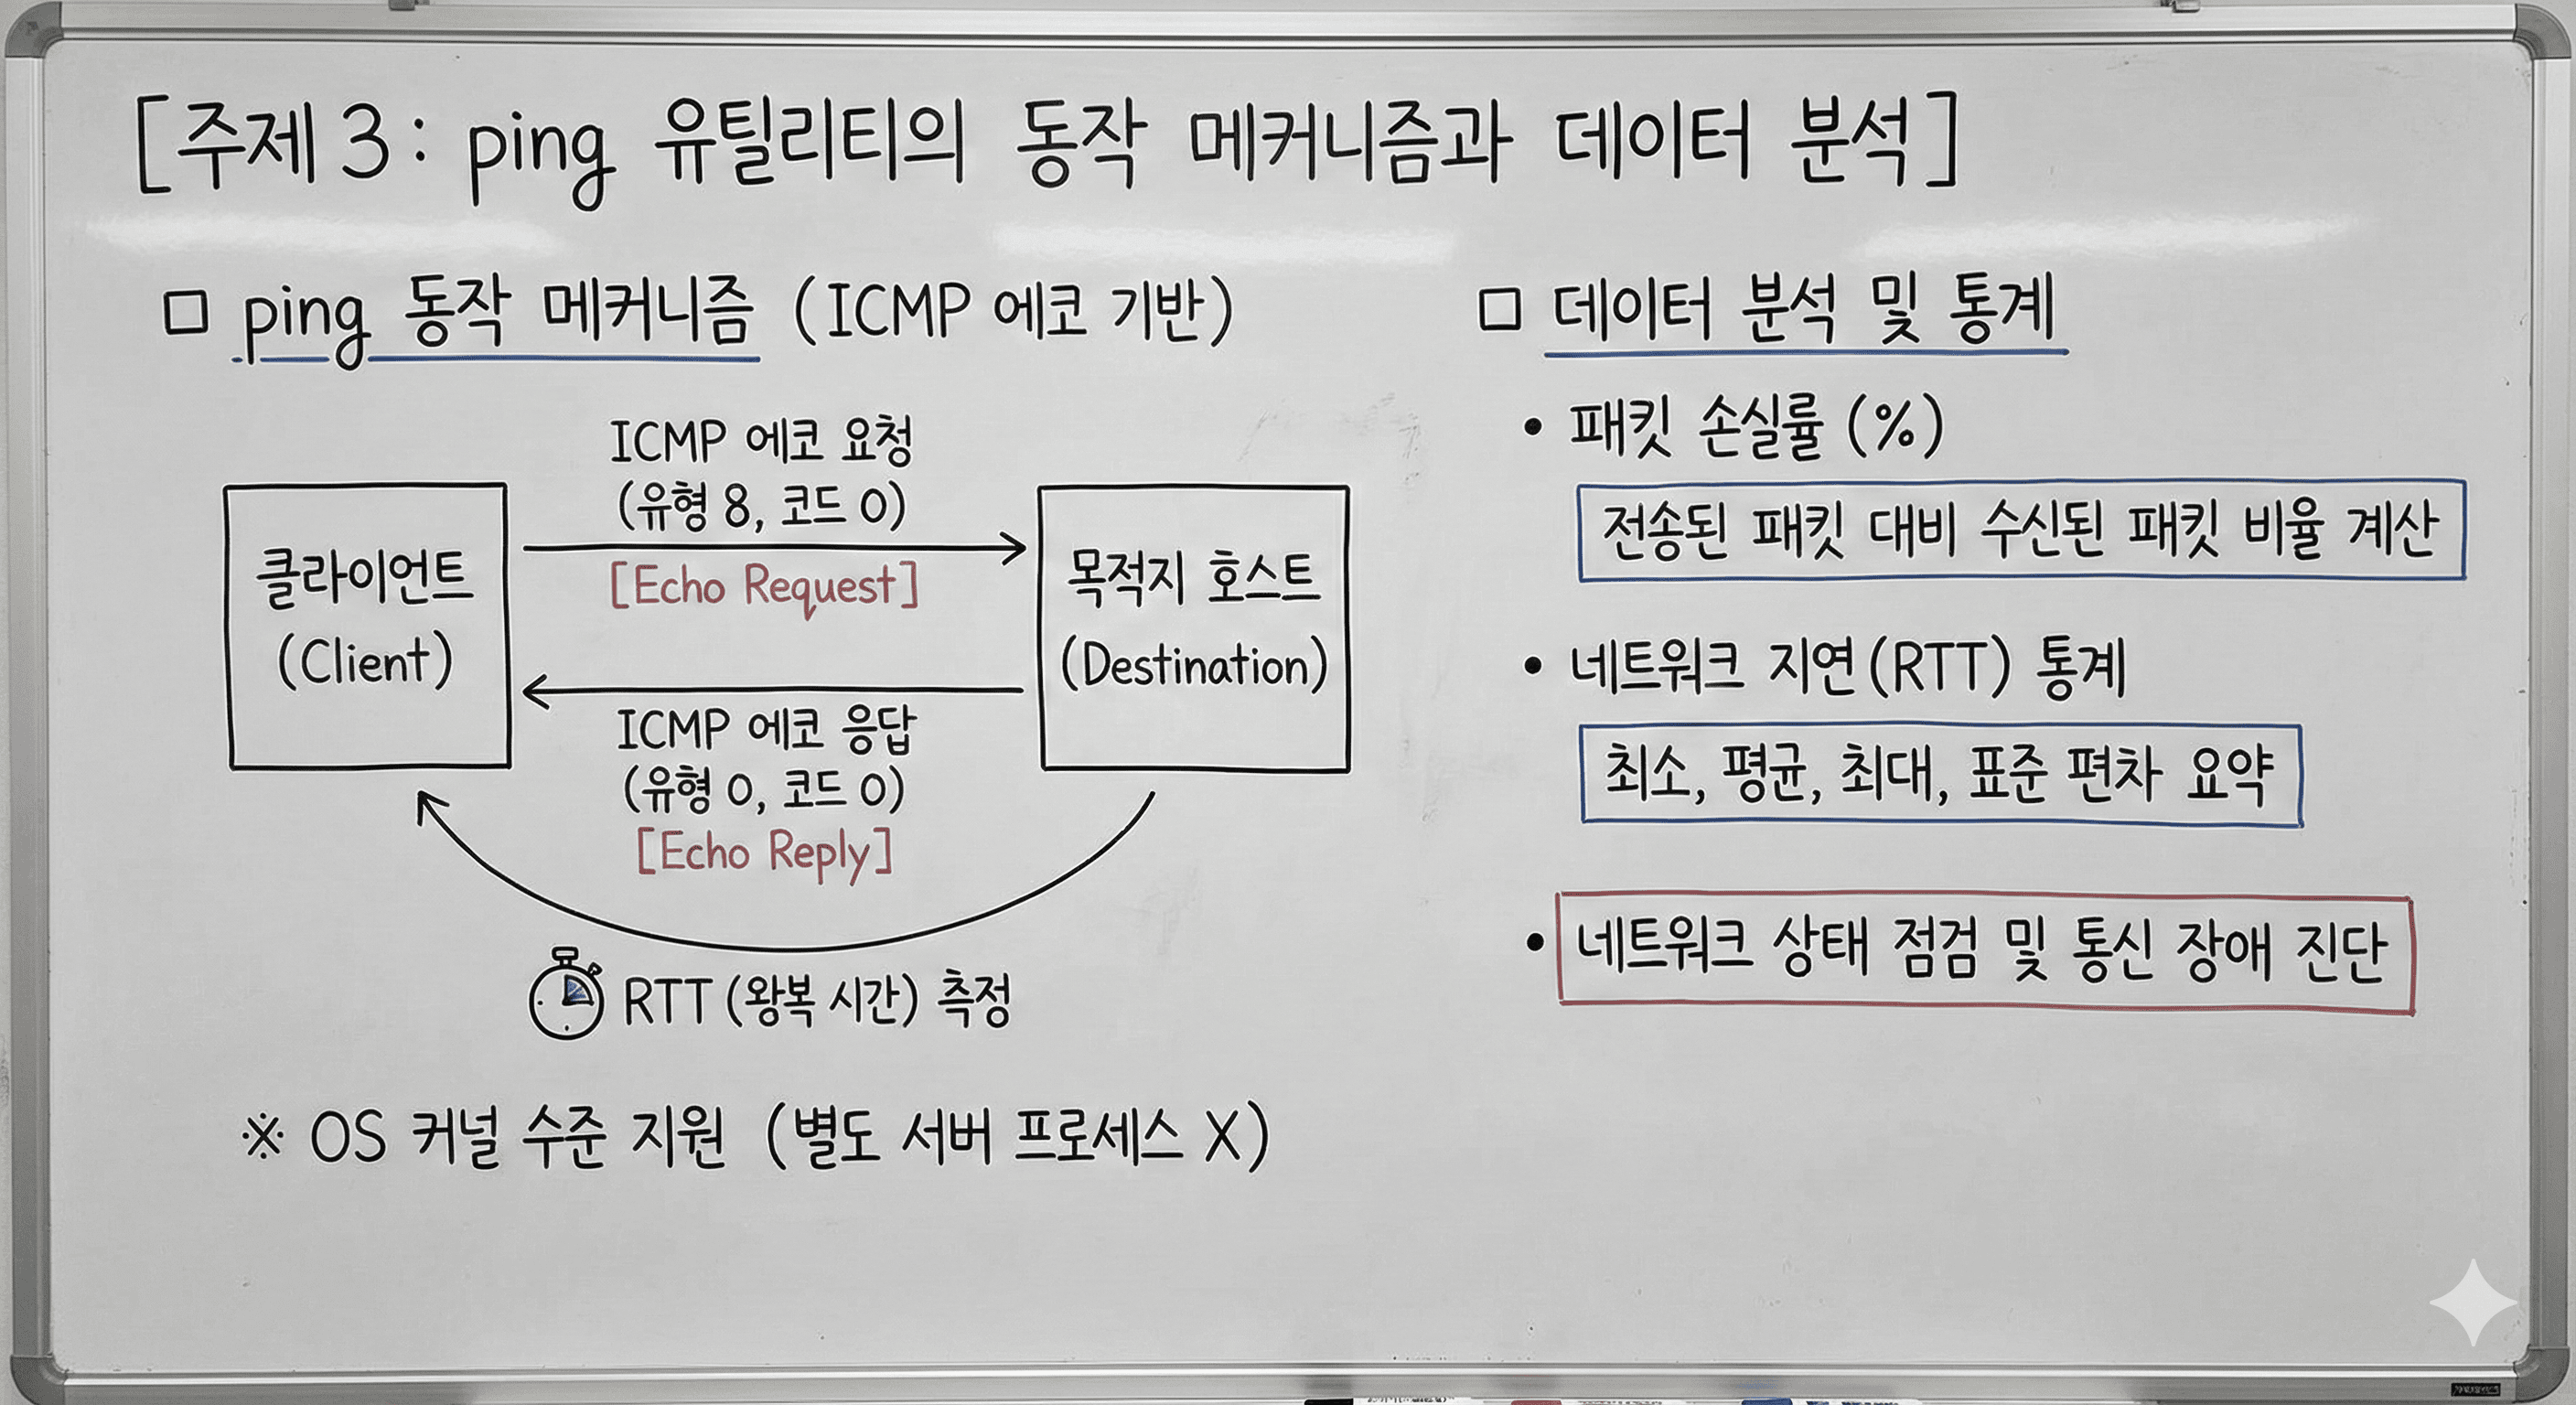 [주제 3 : ping 유틸리티의 동작 메커니즘과 데이터 분석]
□ ping 동작 메커니즘 (ICMP 에코 기반)
ICMP 에코 요청
(유형 8, 코드 0)
[Echo Request]
클라이언트
(Client)
목적지 호스트
(Destination)
ICMP 에코 응답
(유형 0, 코드 0)
[Echo Reply]
RTT (왕복 시간) 측정
※ OS 커널 수준 지원 (별도 서버 프로세스 X)
□ 데이터 분석 및 통계
• 패킷 손실률 (%)
전송된 패킷 대비 수신된 패킷 비율 계산
• 네트워크 지연(RTT) 통계
최소, 평균, 최대, 표준 편차 요약
• 네트워크 상태 점검 및 통신 장애 진단